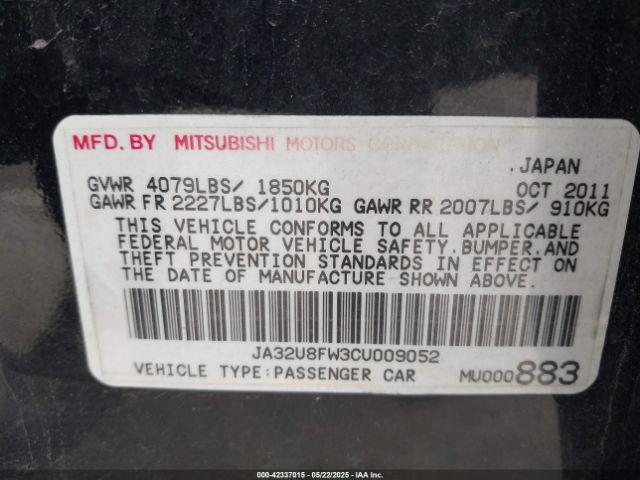 MFD. BY MITSUBISHI MOTORS CORPORATION
JAPAN
GVWR 4079LBS/ 1850KG OCT 2011
GAWR FR 2227LBS/1010KG GAWR RR 2007LBS/ 910KG
THIS VEHICLE CONFORMS TO ALL APPLICABLE
FEDERAL MOTOR VEHICLE SAFETY, BUMPER, AND
THEFT PREVENTION STANDARDS IN EFFECT ON
THE DATE OF MANUFACTURE SHOWN ABOVE.
JA32U8FW3CU009052
VEHICLE TYPE:PASSENGER CAR MU000883
000-42337015 - 05/22/2025 - IAAI.COM